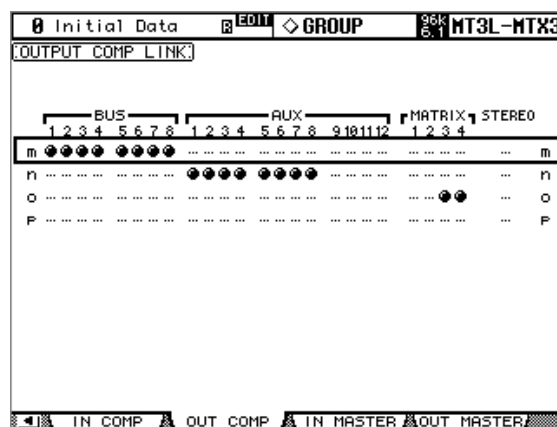 0 Initial Data R EDIT ◇ GROUP 96K 6.1 MT3L-MTX3
OUTPUT COMP LINK
BUS AUX MATRIX STEREO
1 2 3 4 5 6 7 8 1 2 3 4 5 6 7 8 9 10 11 12 1 2 3 4
m m
n n
o o
p p
IN COMP OUT COMP IN MASTER OUT MASTER